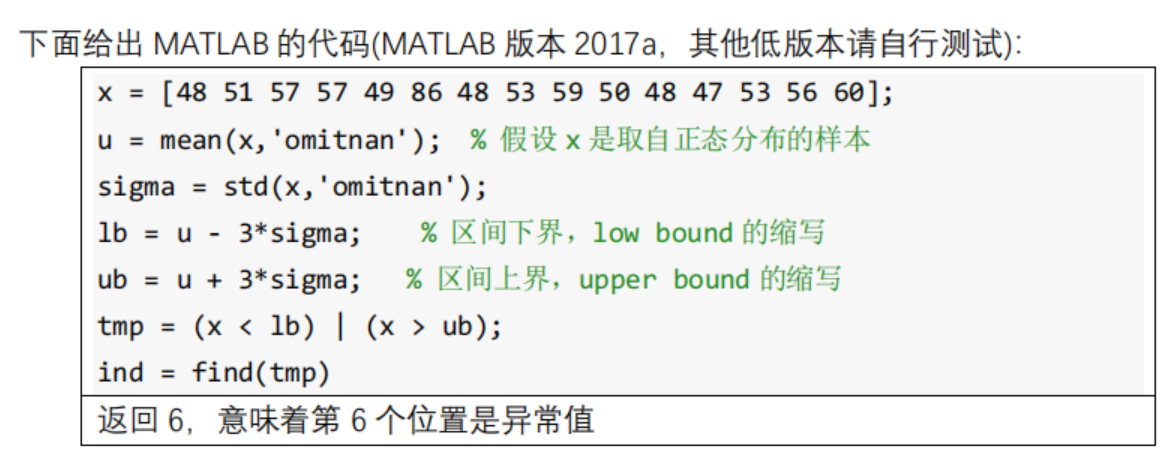 下面给出 MATLAB 的代码(MATLAB 版本 2017a，其他低版本请自行测试)：
x = [48 51 57 57 49 86 48 53 59 50 48 47 53 56 60];
u = mean(x,'omitnan'); % 假设 x 是取自正态分布的样本
sigma = std(x,'omitnan');
lb = u - 3*sigma; % 区间下界，low bound 的缩写
ub = u + 3*sigma; % 区间上界，upper bound 的缩写
tmp = (x < lb) | (x > ub);
ind = find(tmp)
返回 6，意味着第 6 个位置是异常值